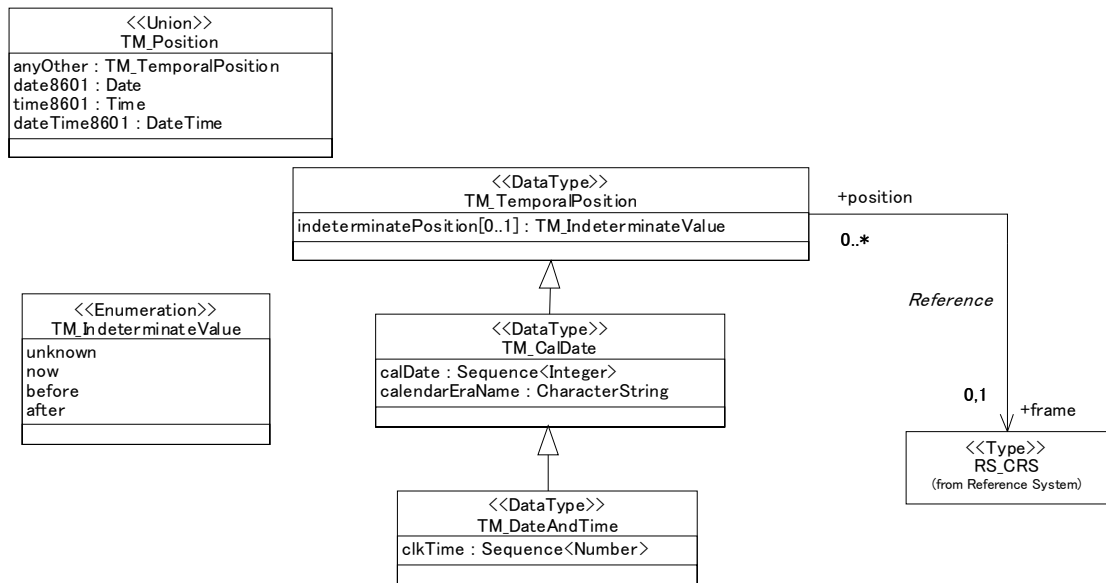 <<Union>>
TM_Position
anyOther : TM_TemporalPosition
date8601 : Date
time8601 : Time
dateTime8601 : DateTime
<<DataType>>
TM_TemporalPosition
indeterminatePosition[0..1] : TM_IndeterminateValue
+position
0..*
Reference
0,1
+frame
<<Enumeration>>
TM_IndeterminateValue
unknown
now
before
after
<<DataType>>
TM_CalDate
calDate : Sequence<Integer>
calendarEraName : CharacterString
<<Type>>
RS_CRS
(from Reference System)
<<DataType>>
TM_DateAndTime
clkTime : Sequence<Number>